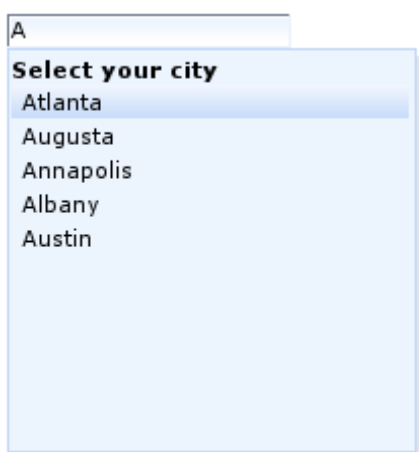 A
Select your city
Atlanta
Augusta
Annapolis
Albany
Austin